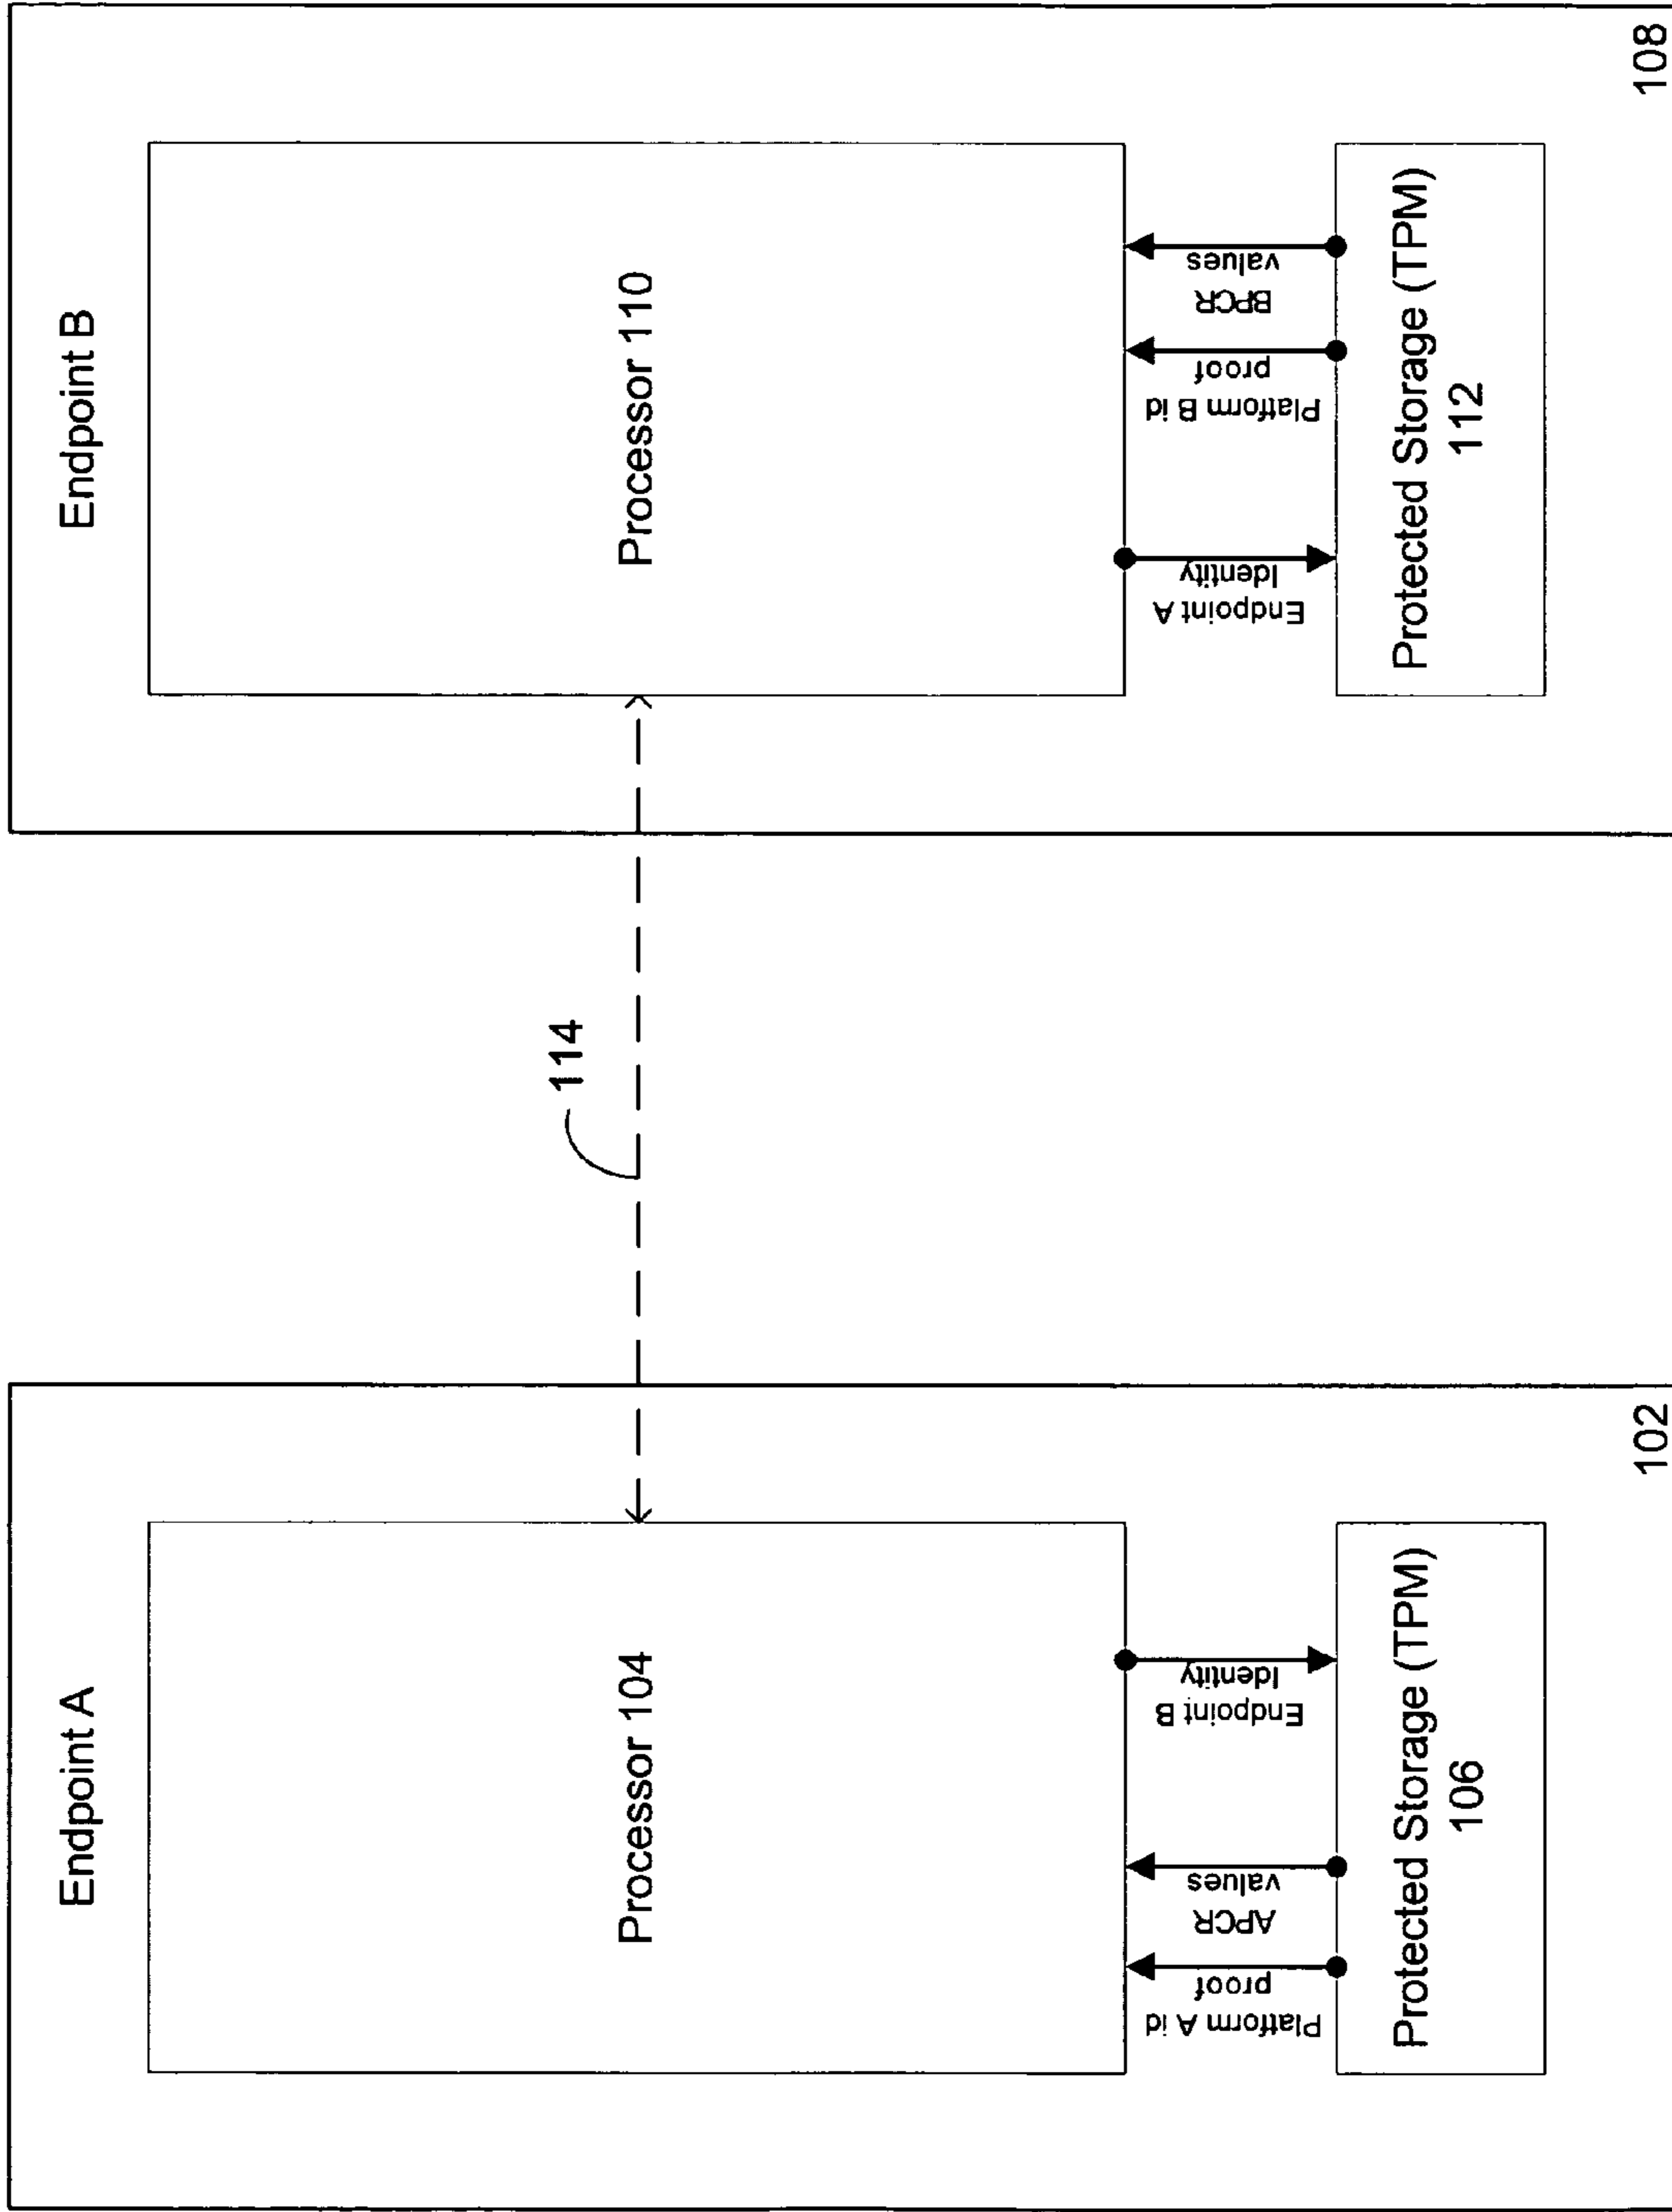 Endpoint A
Processor 104
Platform A id
proof
APCR
values
Endpoint B
Identity
Protected Storage (TPM)
106
102
114
Endpoint B
Processor 110
Endpoint A
Identity
Platform B id
proof
BPCR
values
Protected Storage (TPM)
112
108